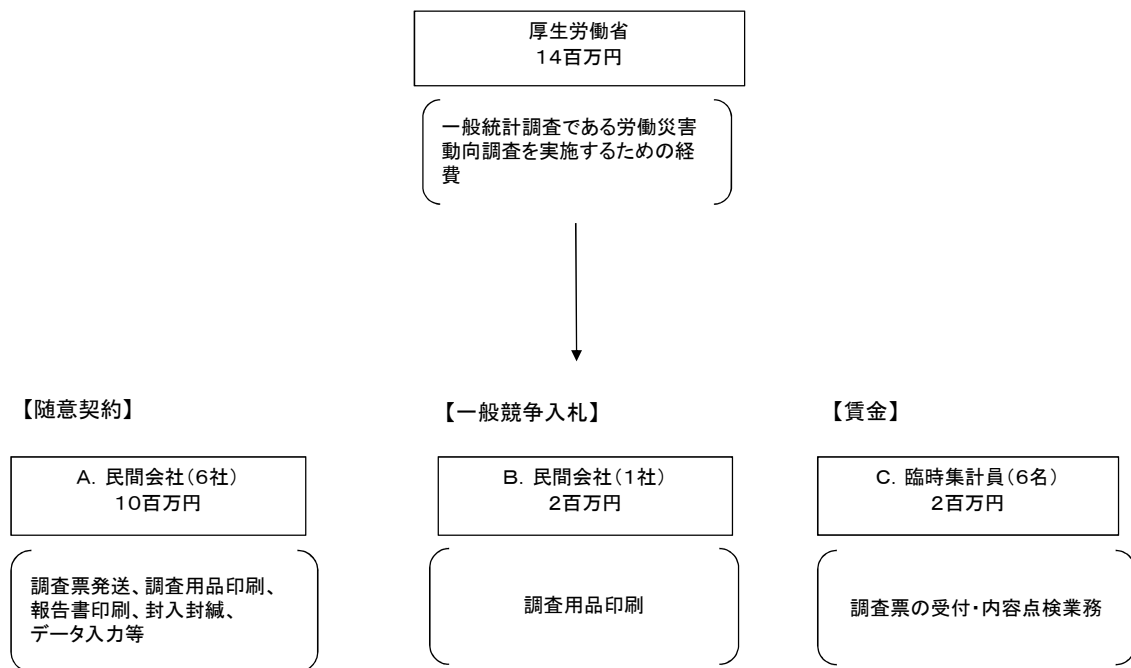 厚生労働省
14百万円
一般統計調査である労働災害
動向調査を実施するための経
費
【随意契約】
【一般競争入札】
【賃金】
A．民間会社(6社)
10百万円
B．民間会社(1社)
2百万円
C．臨時集計員(6名)
2百万円
調査票発送、調査用品印刷、
報告書印刷、封入封緘、
データ入力等
調査用品印刷
調査票の受付・内容点検業務